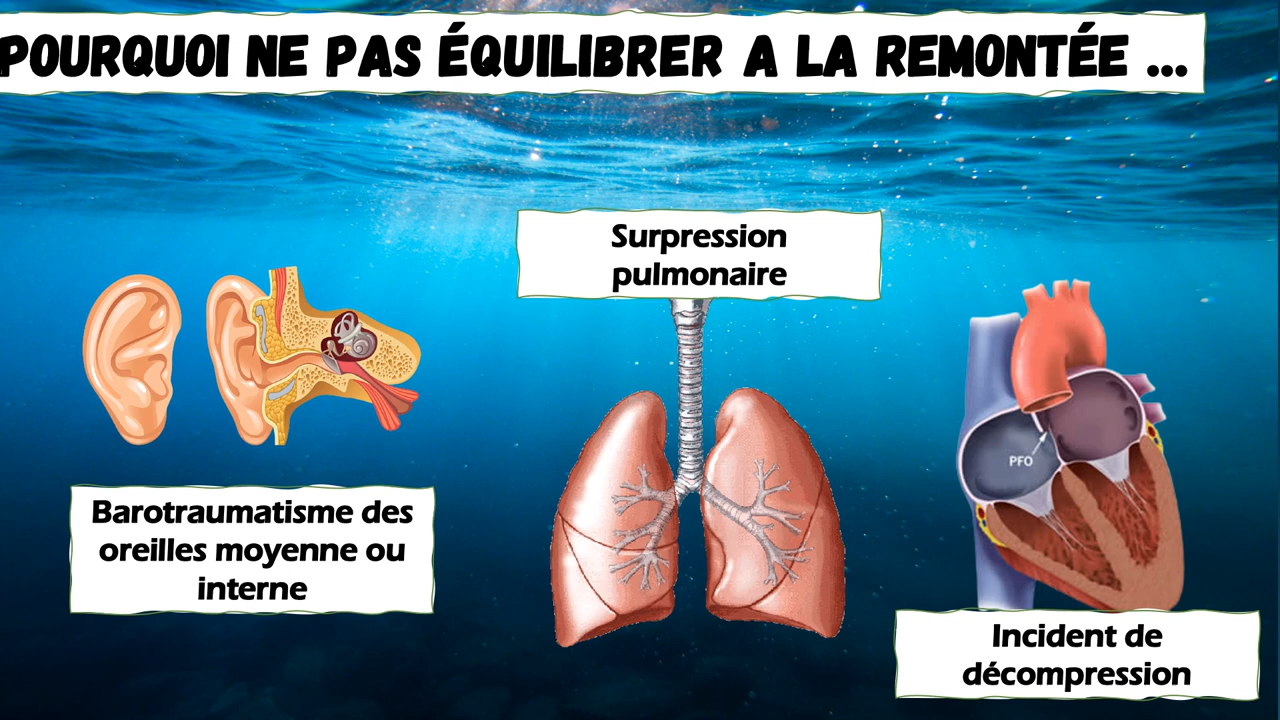 POURQUOI NE PAS ÉQUILIBRER A LA REMONTÉE ...
Surpression
pulmonaire
PFO
Barotraumatisme des
oreilles moyenne ou
interne
Incident de
décompression